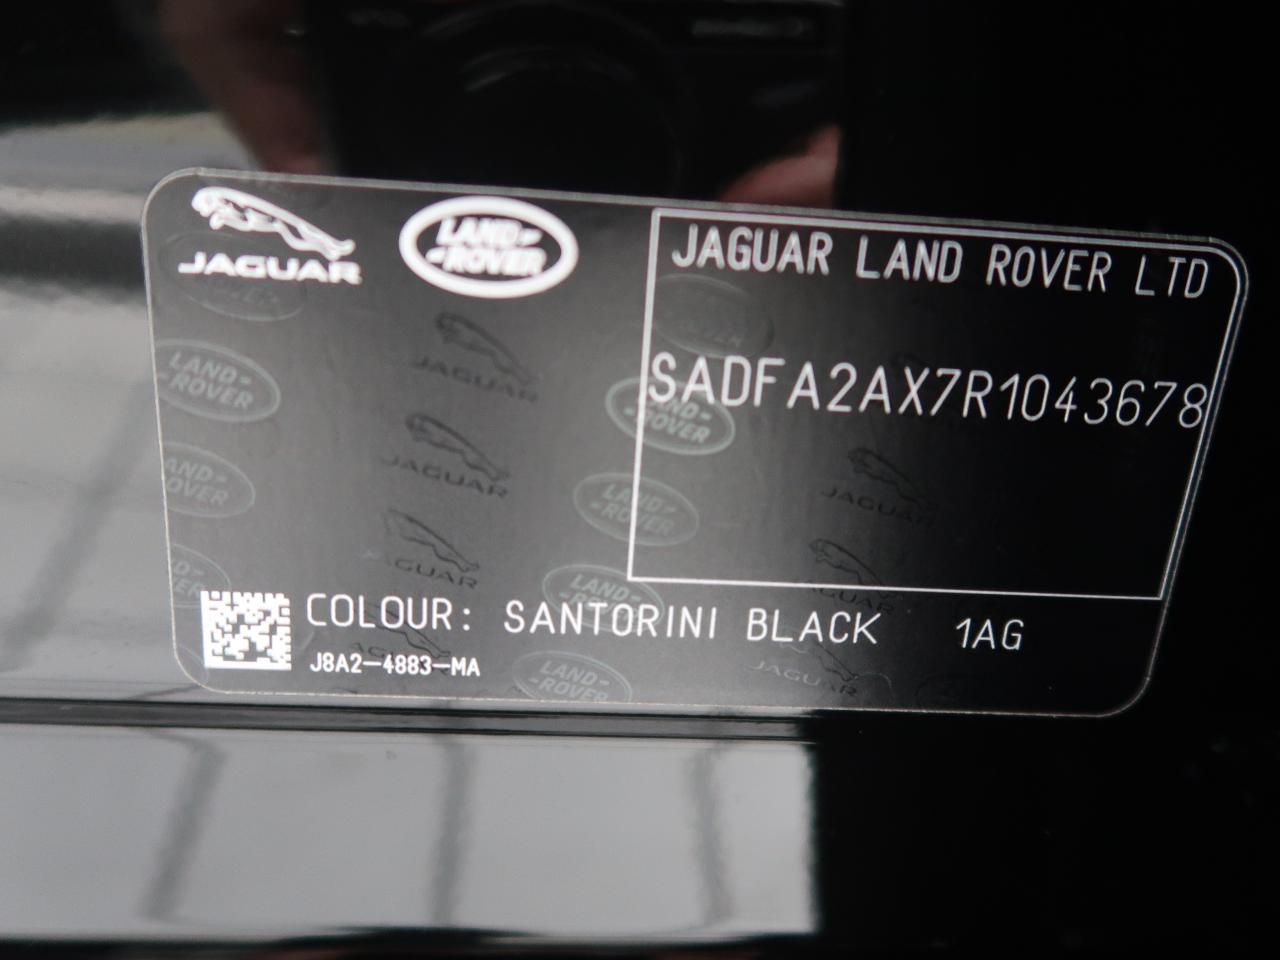 JAGUAR
LAND-
-ROVER
JAGUAR LAND ROVER LTD
SADFA2AX7R1043678
COLOUR: SANTORINI BLACK 1AG
J8A2-4883-MA